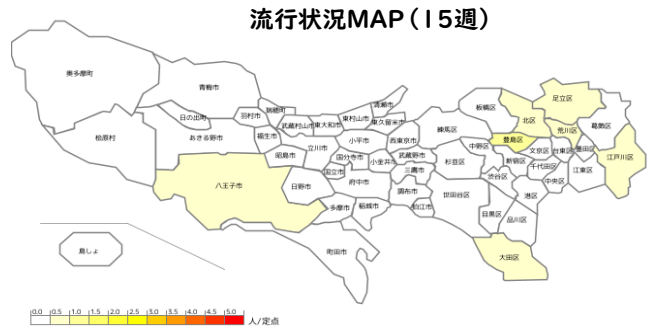 流行状況MAP（15週）
奥多摩町
青梅市
日の出町
羽村市
瑞穂町
檜原村
あきる野市
福生市
武蔵村山市
東大和市
東村山市
清瀬市
東久留米市
昭島市
立川市
小平市
国分寺市
小金井市
西東京市
武蔵野市
三鷹市
練馬区
板橋区
北区
足立区
葛飾区
荒川区
豊島区
文京区
台東区
墨田区
江戸川区
中野区
杉並区
新宿区
千代田区
渋谷区
中央区
江東区
港区
世田谷区
目黒区
品川区
大田区
八王子市
日野市
国立市
府中市
調布市
狛江市
多摩市
稲城市
町田市
島しょ
0.0 0.5 1.0 1.5 2.0 2.5 3.0 3.5 4.0 4.5 5.0
人/定点